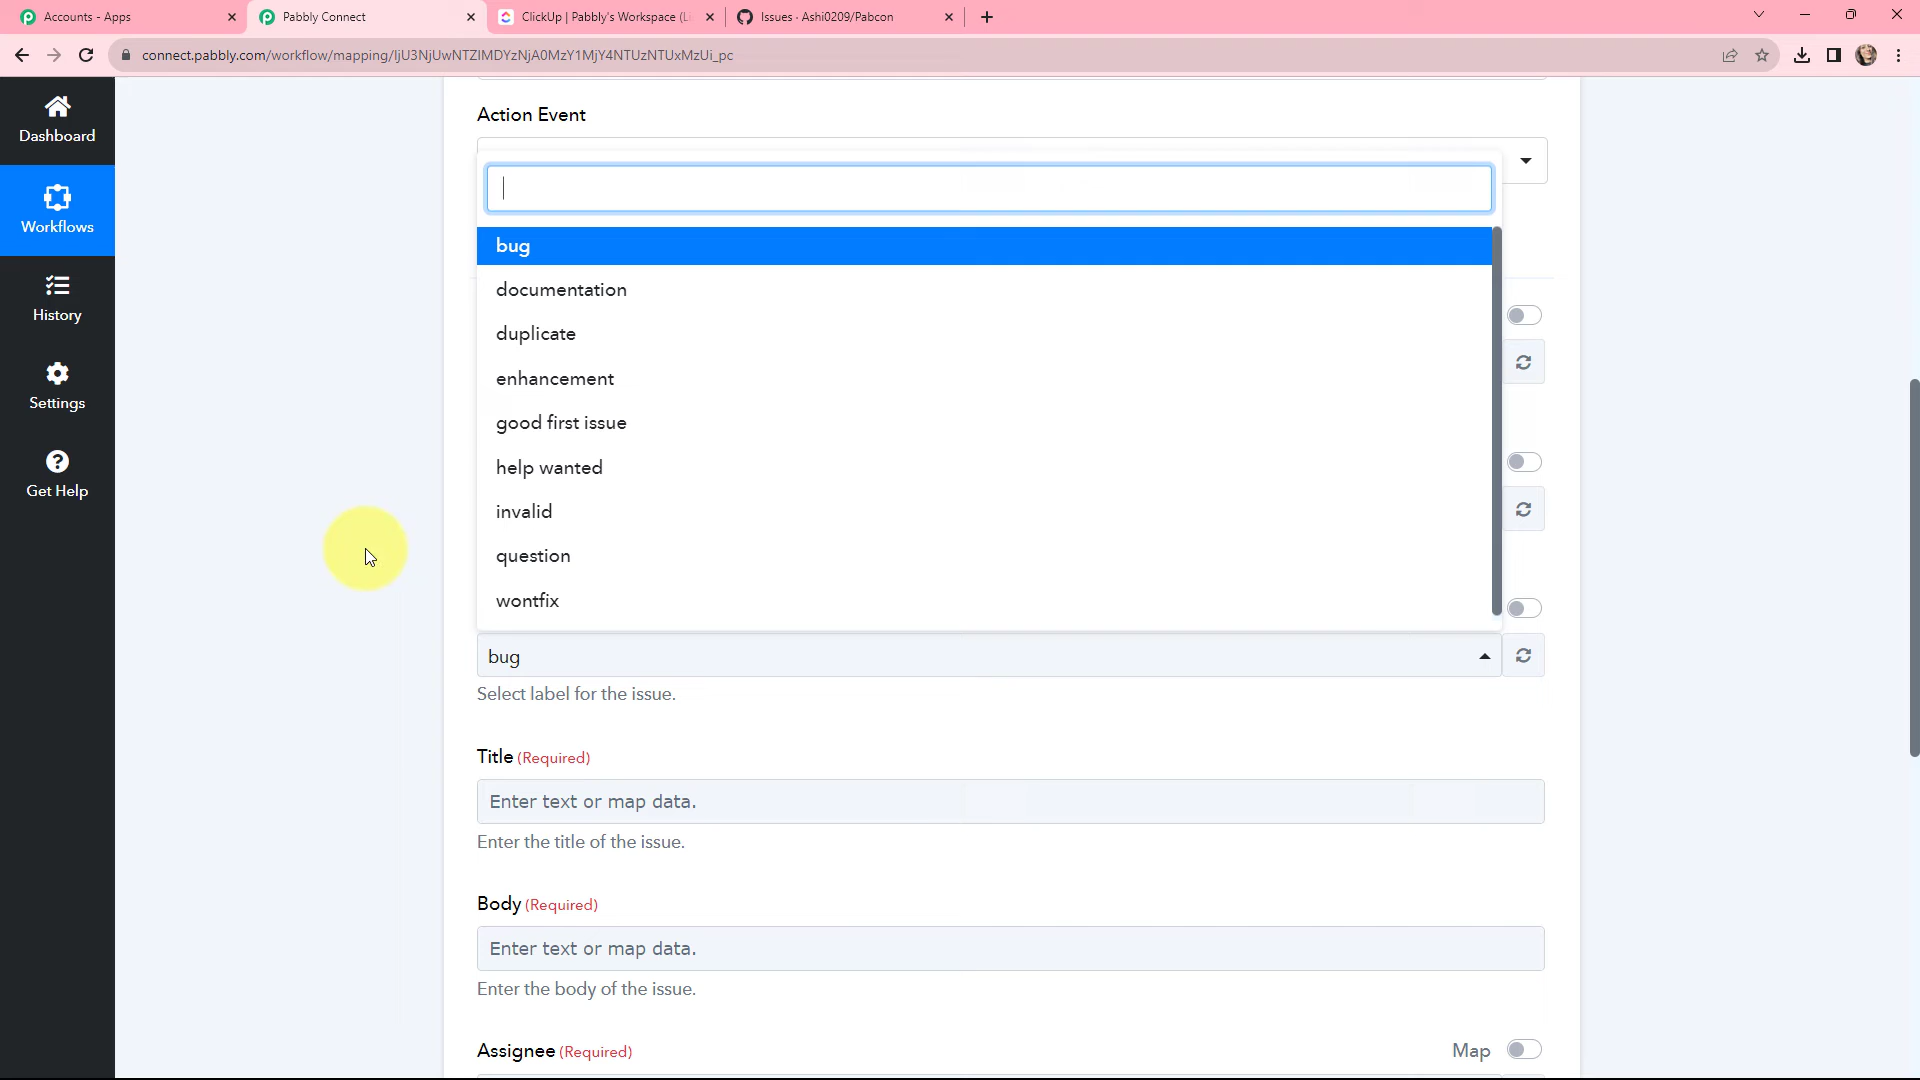 Accounts - Apps
Pabbly Connect
ClickUp | Pabbly's Workspace (Li
Issues · Ashi0209/Pabcon
connect.pabbly.com/workflow/mapping/IjU3NjUwNTZlMDYzNjA0MzY1MjY4NTUzNTUxMzUi_pc
Dashboard
Workflows
History
Settings
Get Help
Action Event
bug
documentation
duplicate
enhancement
good first issue
help wanted
invalid
question
wontfix
bug
Select label for the issue.
Title (Required)
Enter text or map data.
Enter the title of the issue.
Body (Required)
Enter text or map data.
Enter the body of the issue.
Assignee (Required)
Map